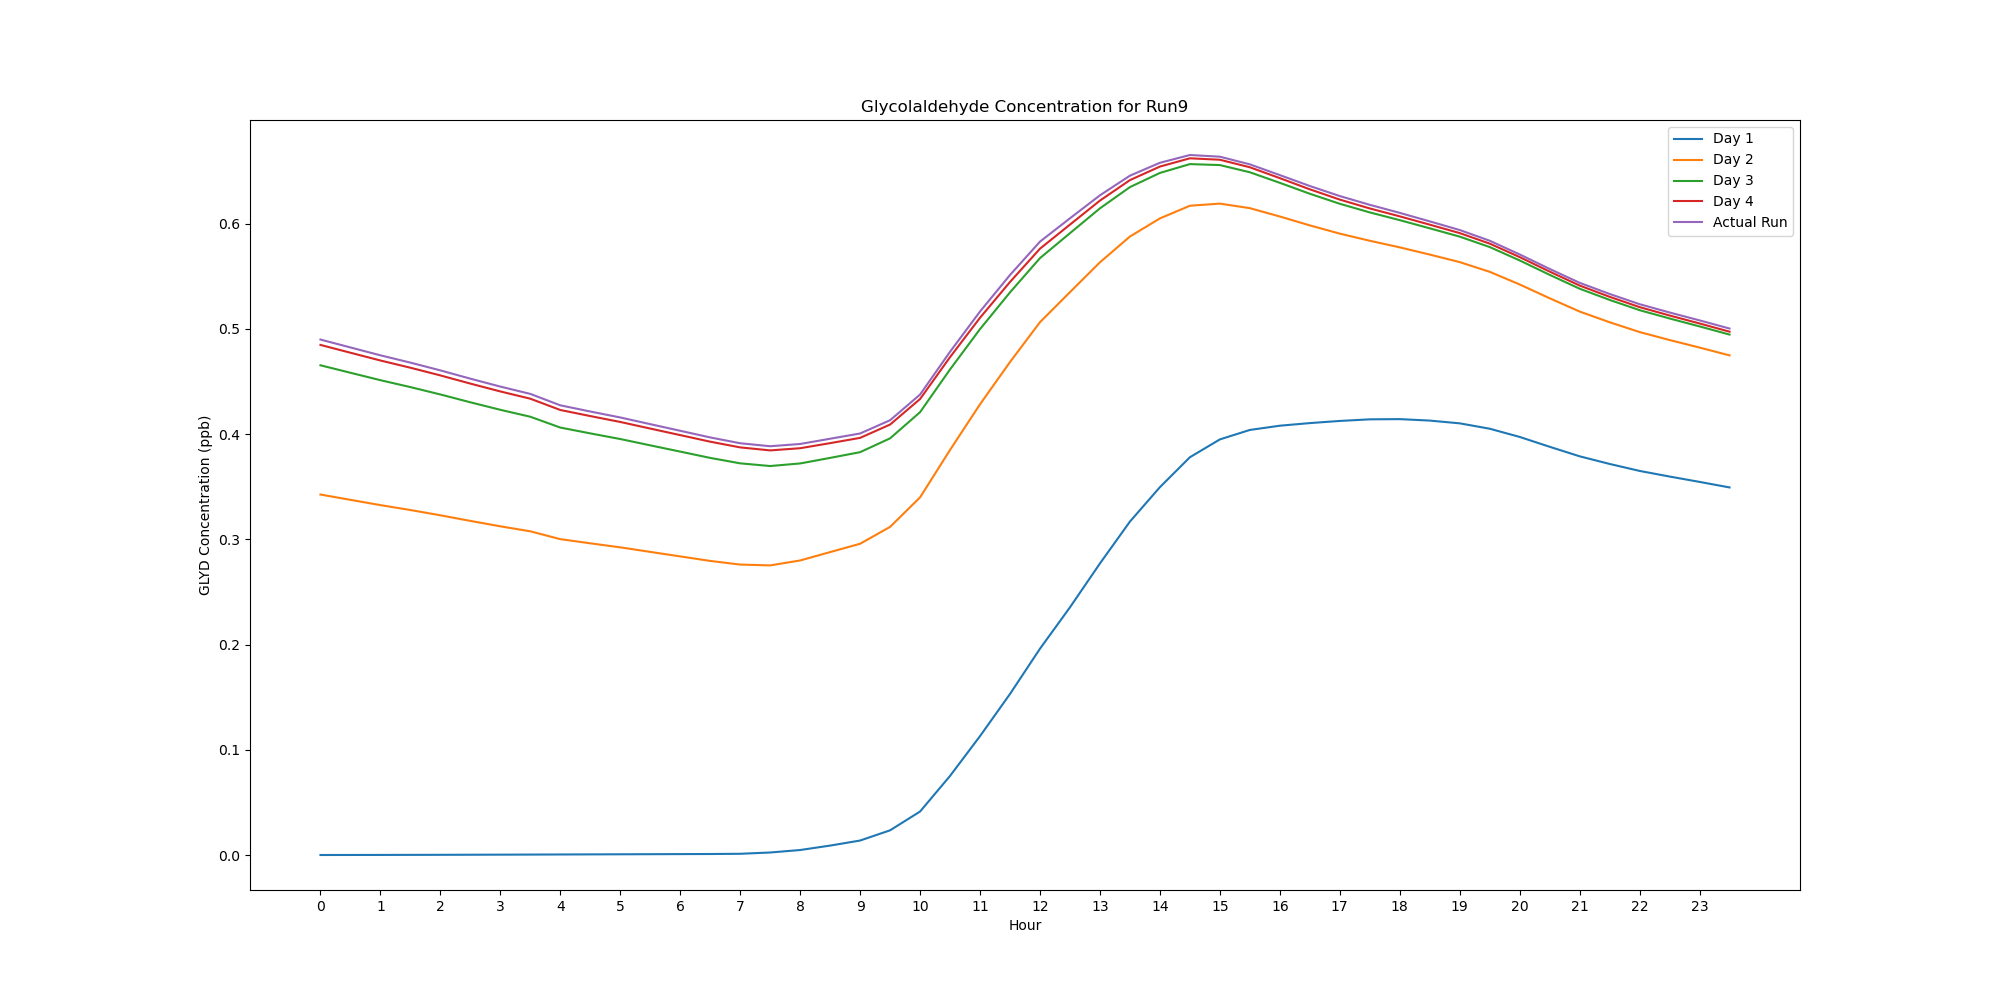 Glycolaldehyde Concentration for Run9
Day 1
Day 2
Day 3
Day 4
Actual Run
GLYD Concentration (ppb)
0.6
0.5
0.4
0.3
0.2
0.1
0.0
0 1 2 3 4 5 6 7 8 9 10 11 12 13 14 15 16 17 18 19 20 21 22 23
Hour